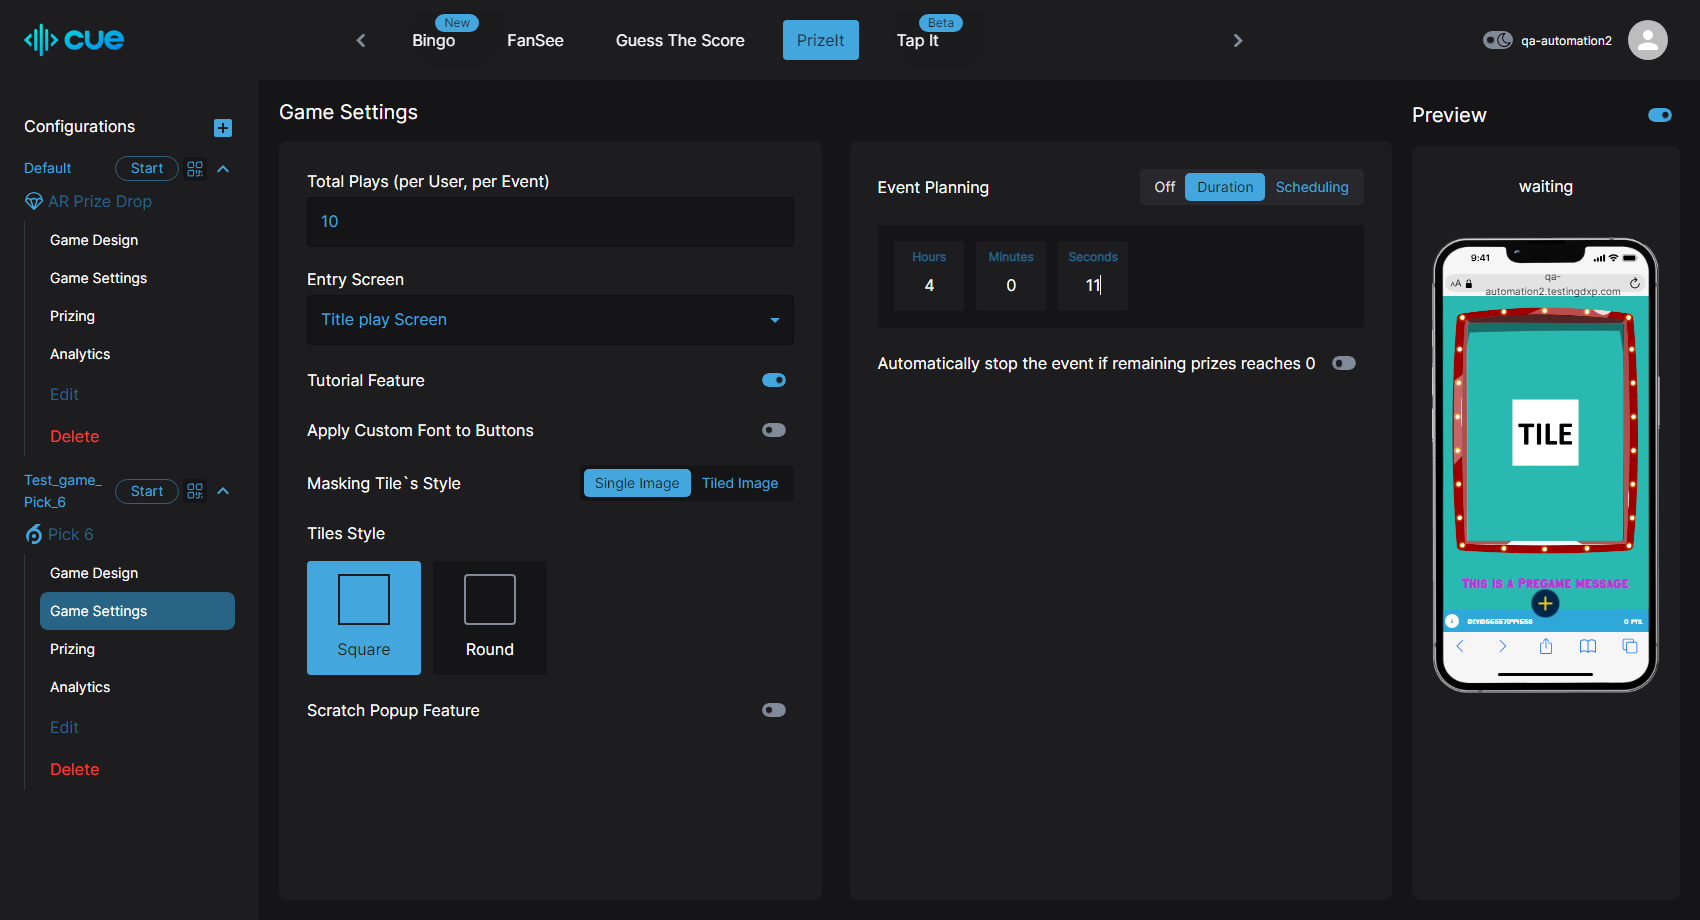 cue
New
Bingo
FanSee
Guess The Score
PrizeIt
Beta
Tap It
qa-automation2
Configurations
Default
Start
AR Prize Drop
Game Design
Game Settings
Prizing
Analytics
Edit
Delete
Test_game_
Pick_6
Start
Pick 6
Game Design
Game Settings
Prizing
Analytics
Edit
Delete
Game Settings
Total Plays (per User, per Event)
10
Entry Screen
Title play Screen
Tutorial Feature
Apply Custom Font to Buttons
Masking Tile`s Style
Single Image
Tiled Image
Tiles Style
Square
Round
Scratch Popup Feature
Event Planning
Off
Duration
Scheduling
Hours
Minutes
Seconds
4
0
11
Automatically stop the event if remaining prizes reaches 0
Preview
waiting
9:41
AA
qa-
automation2.testingdxp.com
TILE
This is a Pregame message
0 PTS.